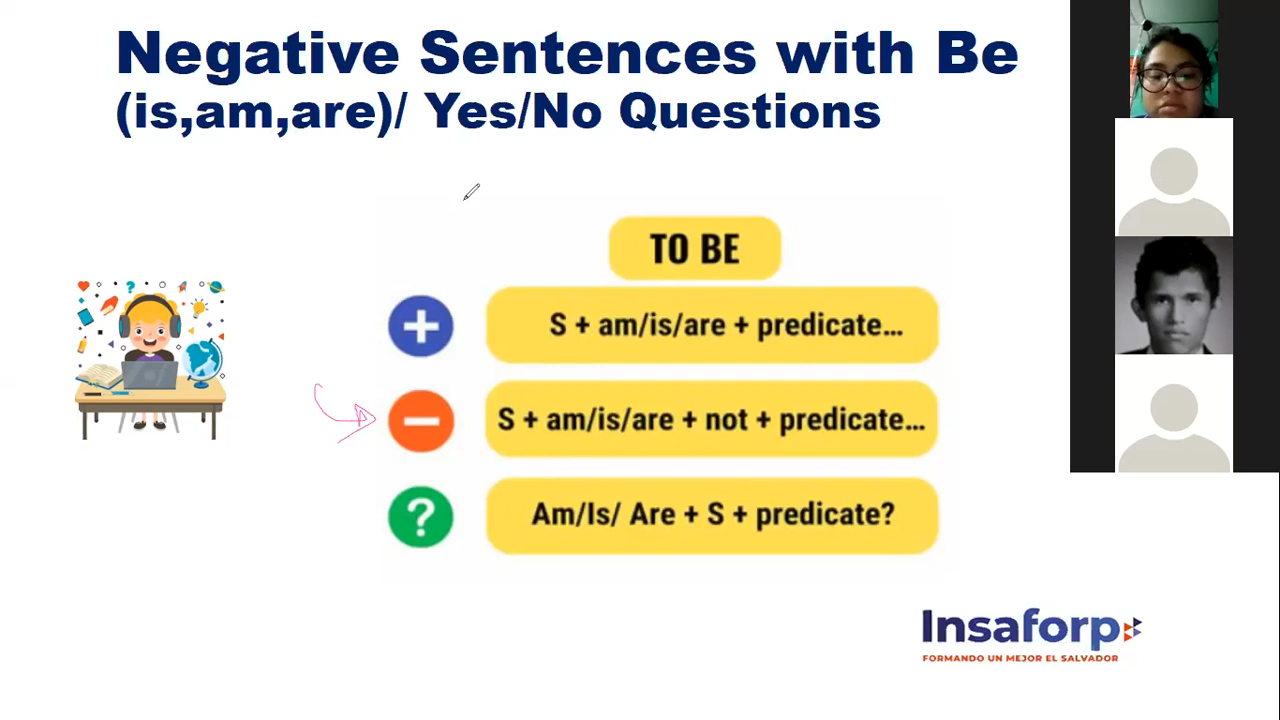 Negative Sentences with Be
(is,am,are)/ Yes/No Questions
TO BE
S + am/is/are + predicate...
S + am/is/are + not + predicate...
Am/Is/ Are + S + predicate?
Insaforp
FORMANDO UN MEJOR EL SALVADOR